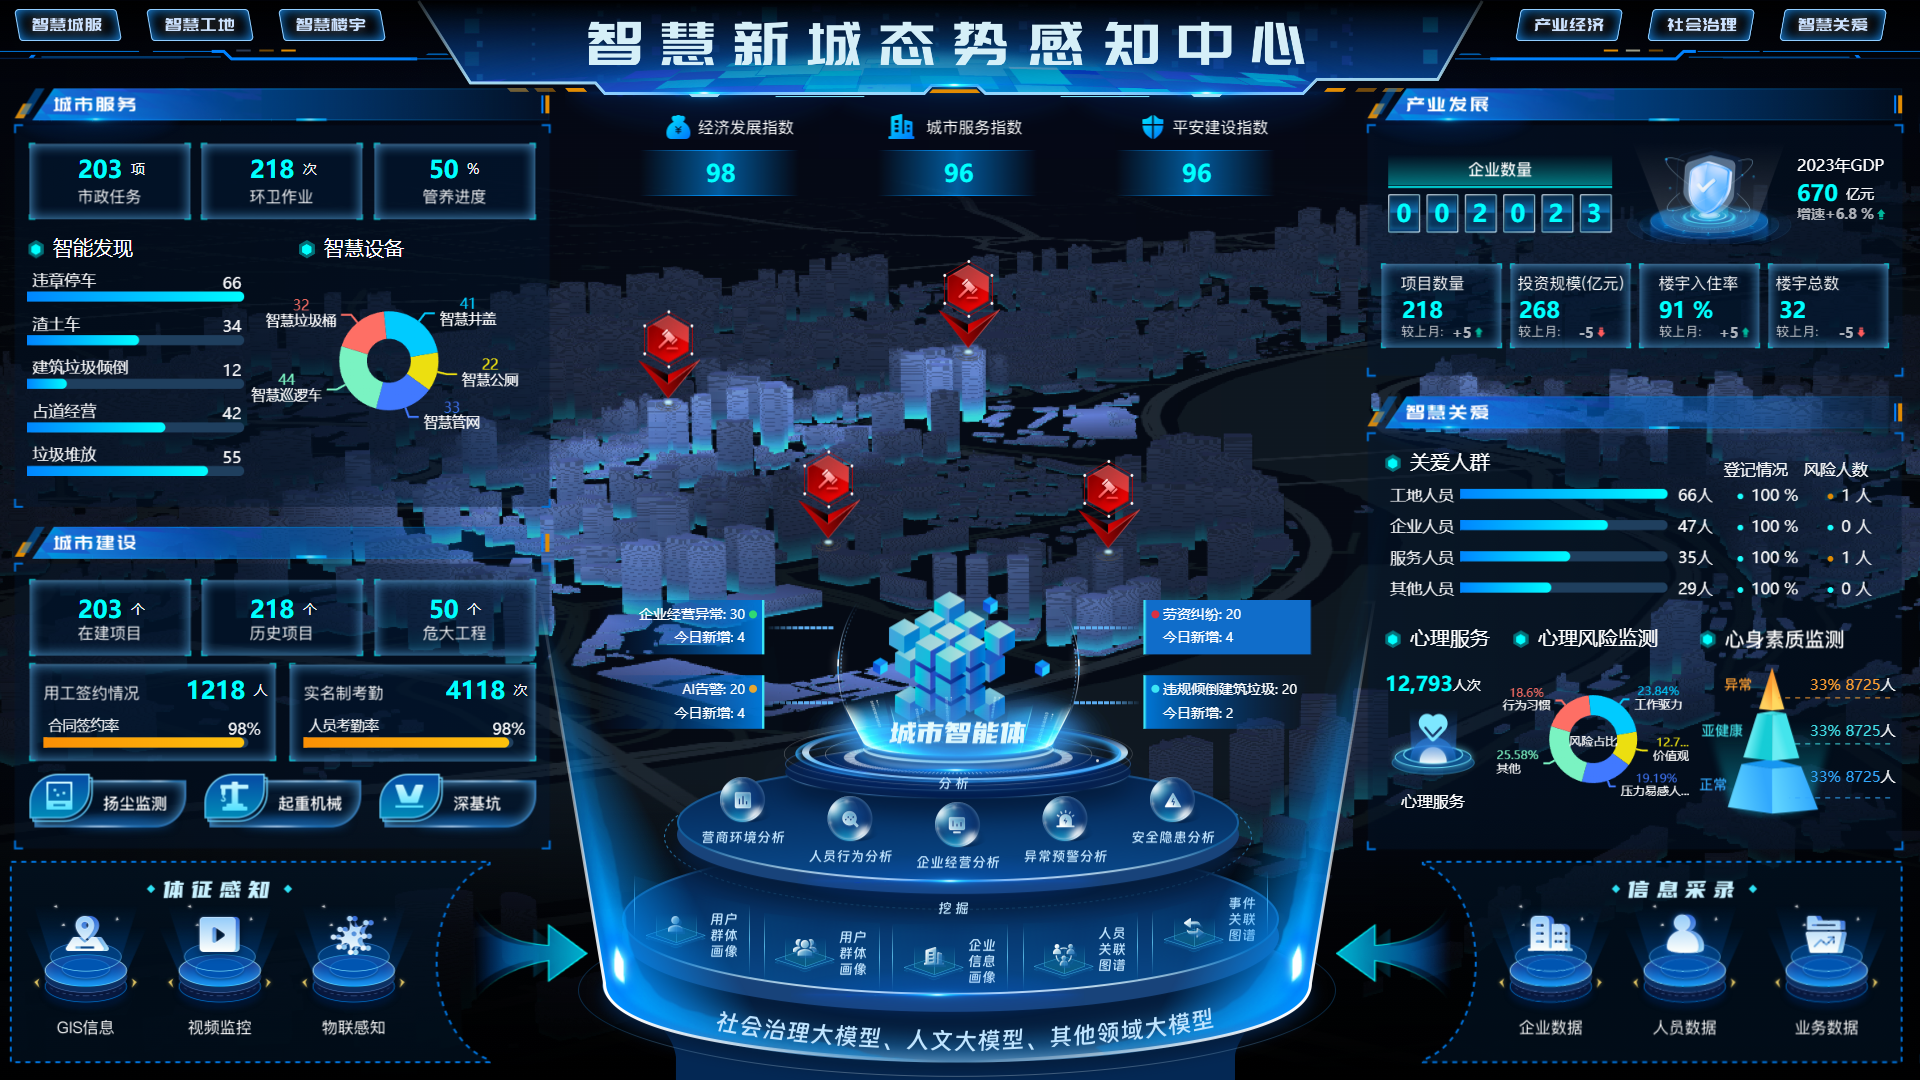 智慧城服
智慧工地
智慧楼宇
智慧新城态势感知中心
产业经济
社会治理
智慧关爱
城市服务
203 项
市政任务
218 次
环卫作业
50 %
管养进度
智能发现
违章停车 66
渣土车 34
建筑垃圾倾倒 12
占道经营 42
垃圾堆放 55
智慧设备
32
智慧垃圾桶
41
智慧井盖
22
智慧公厕
44
智慧巡逻车
33
智慧管网
城市建设
203 个
在建项目
218 个
历史项目
50 个
危大工程
用工签约情况 1218 人
合同签约率 98%
实名制考勤 4118 次
人员考勤率 98%
扬尘监测
起重机械
深基坑
体征感知
GIS信息
视频监控
物联感知
经济发展指数
98
城市服务指数
96
平安建设指数
96
企业经营异常: 30
今日新增: 4
AI告警: 20
今日新增: 4
劳资纠纷: 20
今日新增: 4
违规倾倒建筑垃圾: 20
今日新增: 2
城市智能体
分析
营商环境分析
人员行为分析
企业经营分析
异常预警分析
安全隐患分析
挖掘
用户
群体
画像
用户
群体
画像
企业
信息
画像
人员
关联
图谱
事件
关联
图谱
社会治理大模型、人文大模型、其他领域大模型
产业发展
企业数量
0 0 2 0 2 3
2023年GDP
670 亿元
增速+6.8 %
项目数量
218
较上月: +5
投资规模(亿元)
268
较上月: -5
楼宇入住率
91 %
较上月: +5
楼宇总数
32
较上月: -5
智慧关爱
关爱人群
登记情况 风险人数
工地人员 66人 100 % 1 人
企业人员 47人 100 % 0 人
服务人员 35人 100 % 1 人
其他人员 29人 100 % 0 人
心理服务
12,793人次
心理服务
心理风险监测
18.6%
行为习惯
23.84%
工作驱力
风险占比
12.7...
价值观
25.58%
其他
19.19%
压力易感人...
心身素质监测
异常 33% 8725人
亚健康 33% 8725人
正常 33% 8725人
信息采录
企业数据
人员数据
业务数据